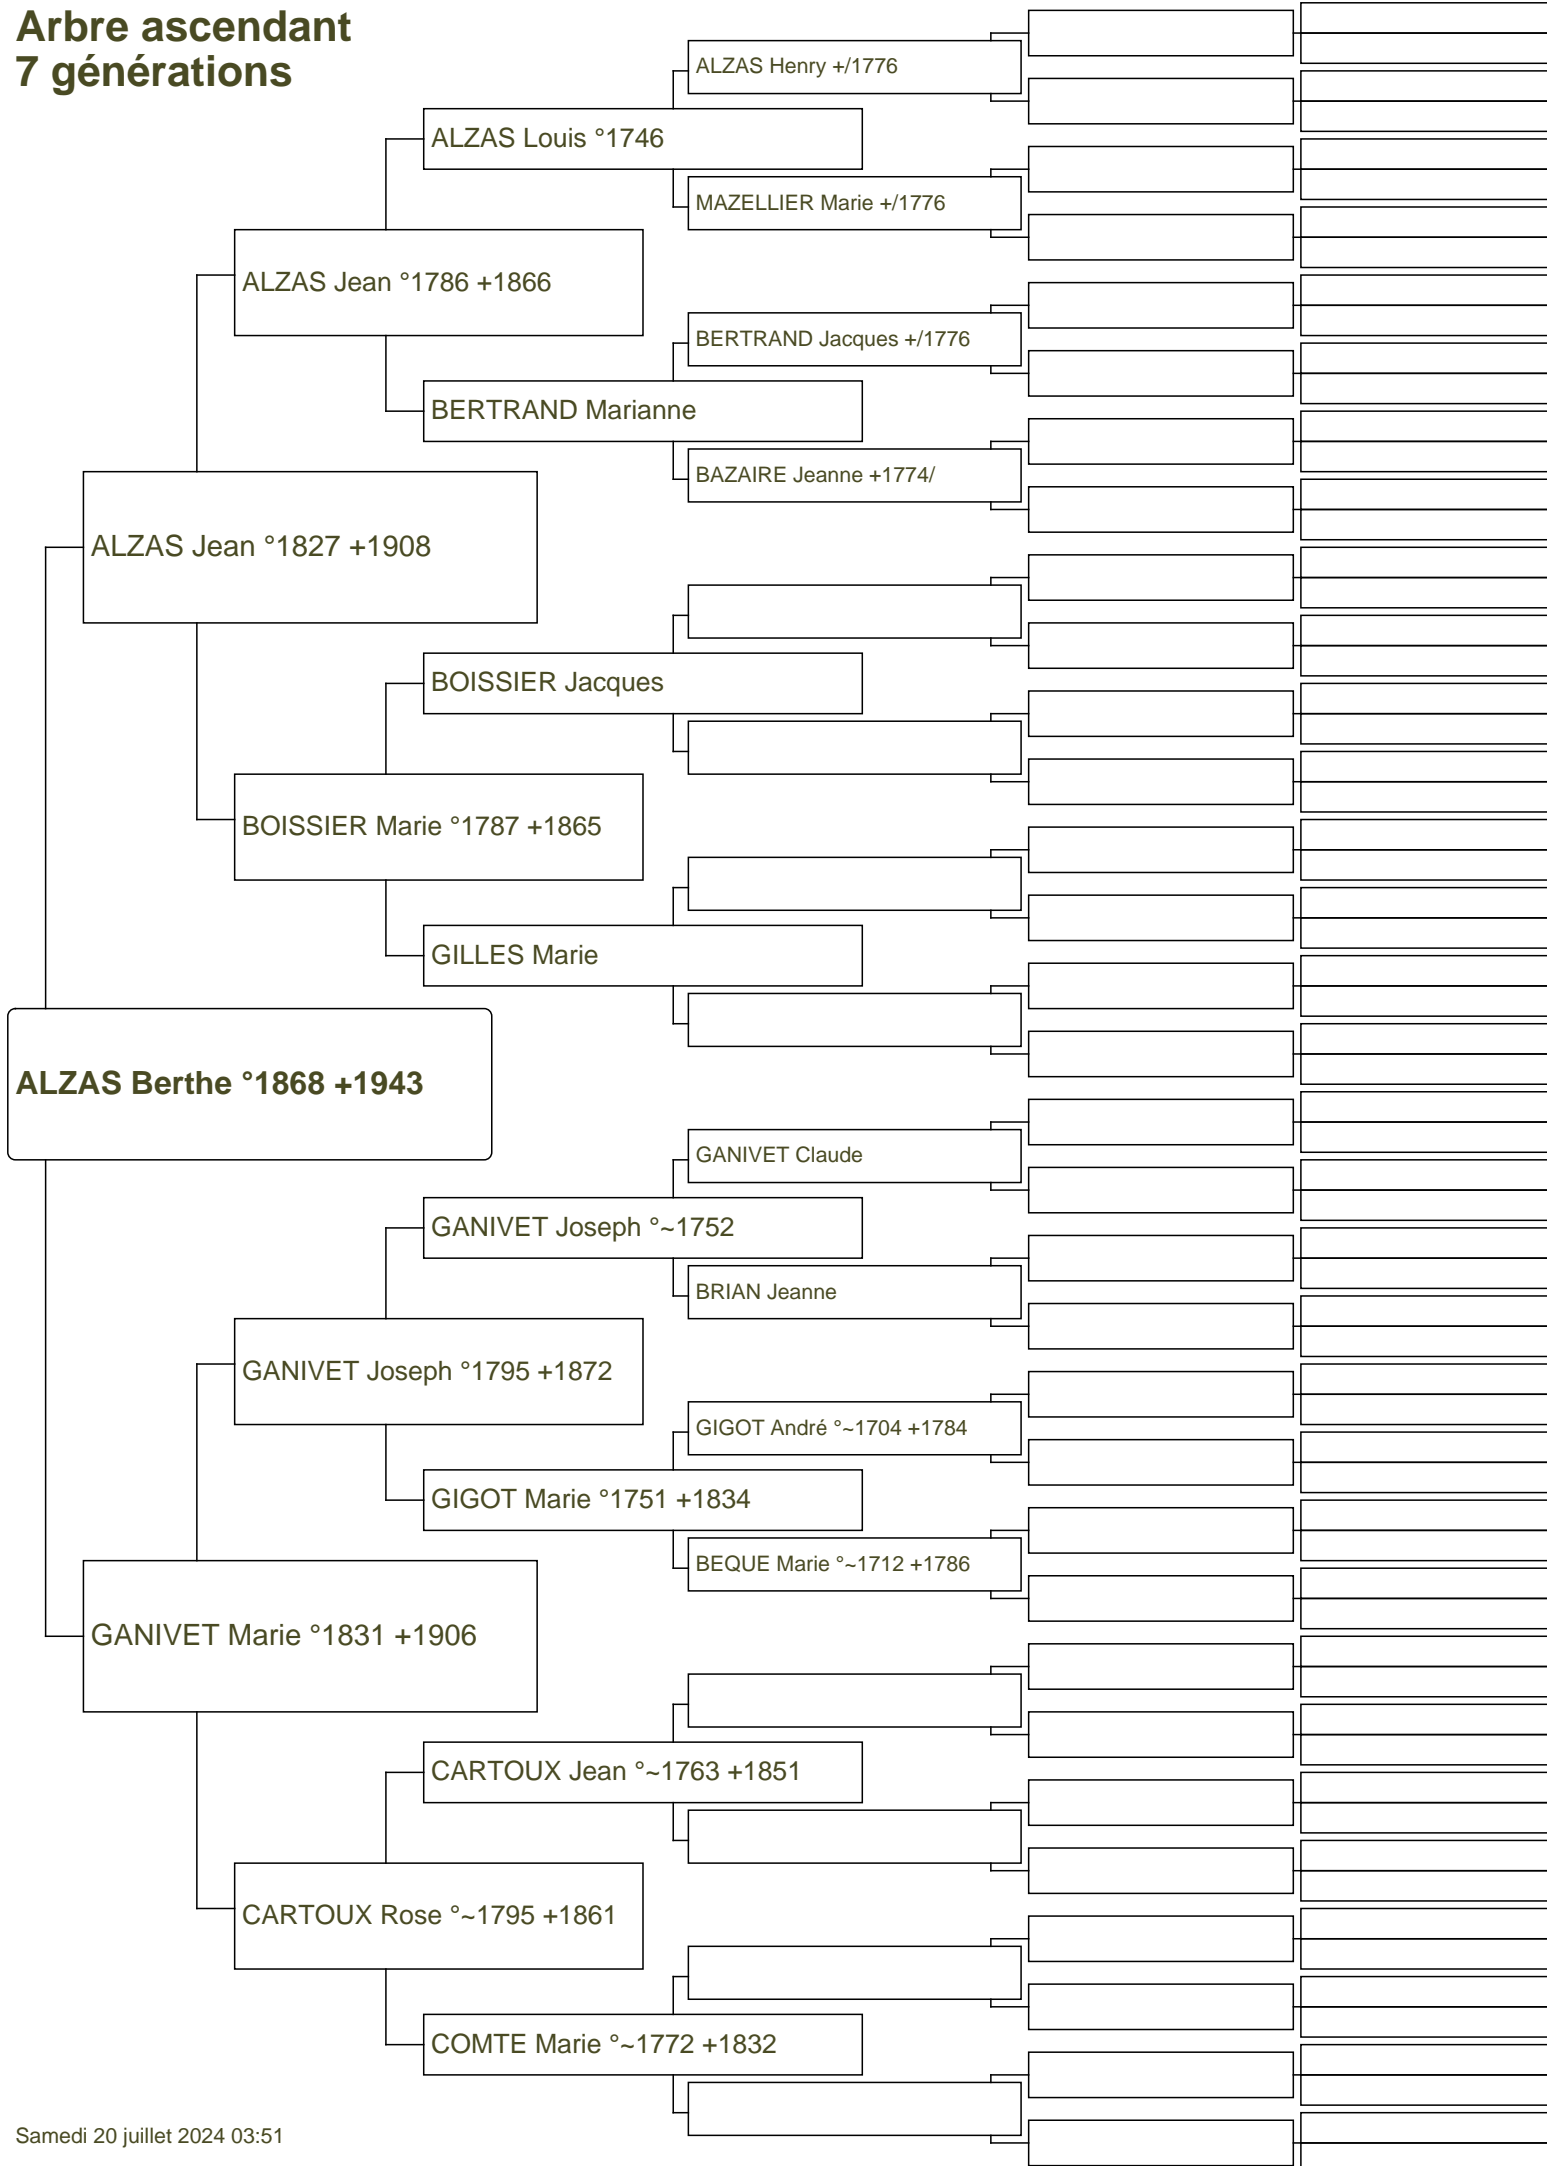 Arbre ascendant
7 générations
ALZAS Henry +/1776
ALZAS Louis °1746
MAZELLIER Marie +/1776
ALZAS Jean °1786 +1866
BERTRAND Jacques +/1776
BERTRAND Marianne
BAZAIRE Jeanne +1774/
ALZAS Jean °1827 +1908
BOISSIER Jacques
BOISSIER Marie °1787 +1865
GILLES Marie
ALZAS Berthe °1868 +1943
GANIVET Claude
GANIVET Joseph °~1752
BRIAN Jeanne
GANIVET Joseph °1795 +1872
GIGOT André °~1704 +1784
GIGOT Marie °1751 +1834
BEQUE Marie °~1712 +1786
GANIVET Marie °1831 +1906
CARTOUX Jean °~1763 +1851
CARTOUX Rose °~1795 +1861
COMTE Marie °~1772 +1832
Samedi 20 juillet 2024 03:51